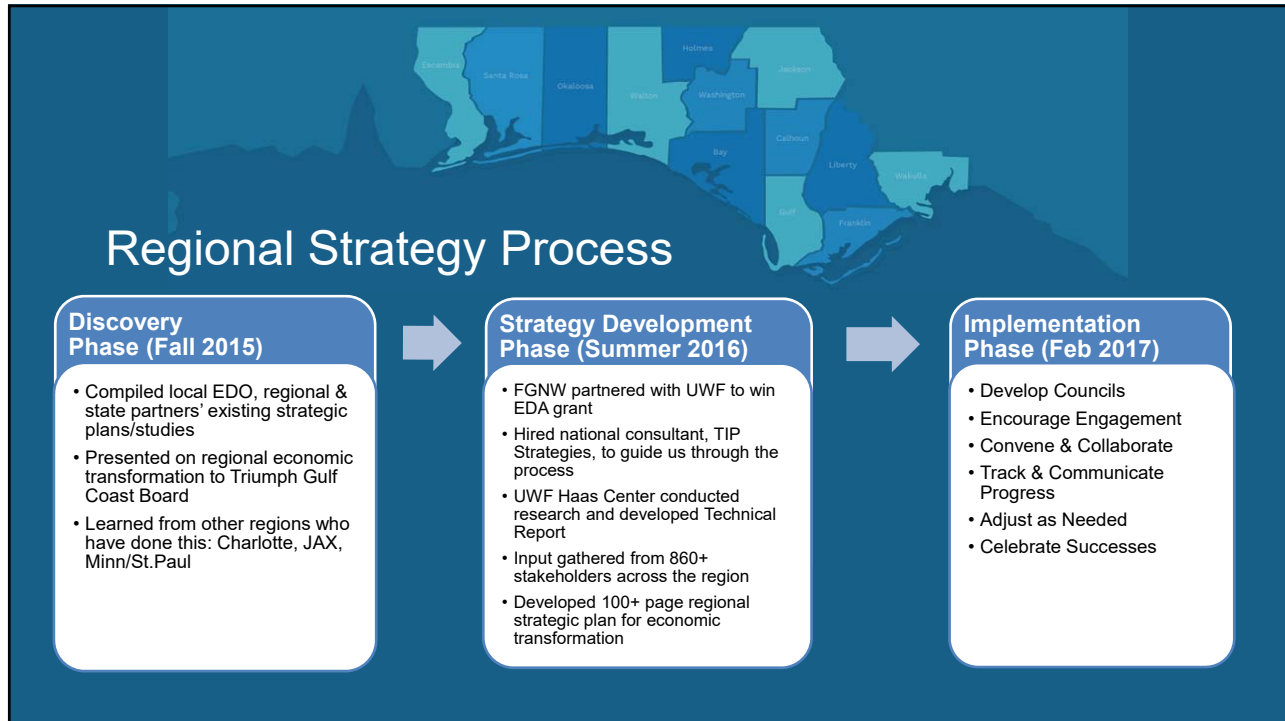 Escambia
Santa Rosa
Okaloosa
Walton
Holmes
Washington
Jackson
Bay
Calhoun
Liberty
Gulf
Franklin
Wakulla
Regional Strategy Process
Discovery
Phase (Fall 2015)
• Compiled local EDO, regional &
state partners’ existing strategic
plans/studies
• Presented on regional economic
transformation to Triumph Gulf
Coast Board
• Learned from other regions who
have done this: Charlotte, JAX,
Minn/St.Paul
Strategy Development
Phase (Summer 2016)
• FGNW partnered with UWF to win
EDA grant
• Hired national consultant, TIP
Strategies, to guide us through the
process
• UWF Haas Center conducted
research and developed Technical
Report
• Input gathered from 860+
stakeholders across the region
• Developed 100+ page regional
strategic plan for economic
transformation
Implementation
Phase (Feb 2017)
• Develop Councils
• Encourage Engagement
• Convene & Collaborate
• Track & Communicate
Progress
• Adjust as Needed
• Celebrate Successes